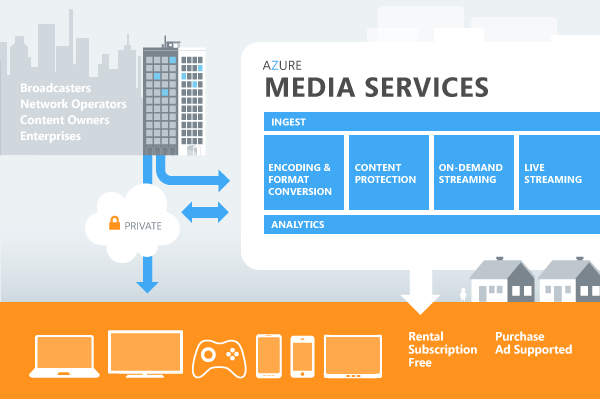 Broadcasters
Network Operators
Content Owners
Enterprises
AZURE
MEDIA SERVICES
INGEST
ENCODING &
FORMAT
CONVERSION
CONTENT
PROTECTION
ON-DEMAND
STREAMING
LIVE
STREAMING
ANALYTICS
PRIVATE
Rental
Subscription
Free
Purchase
Ad Supported